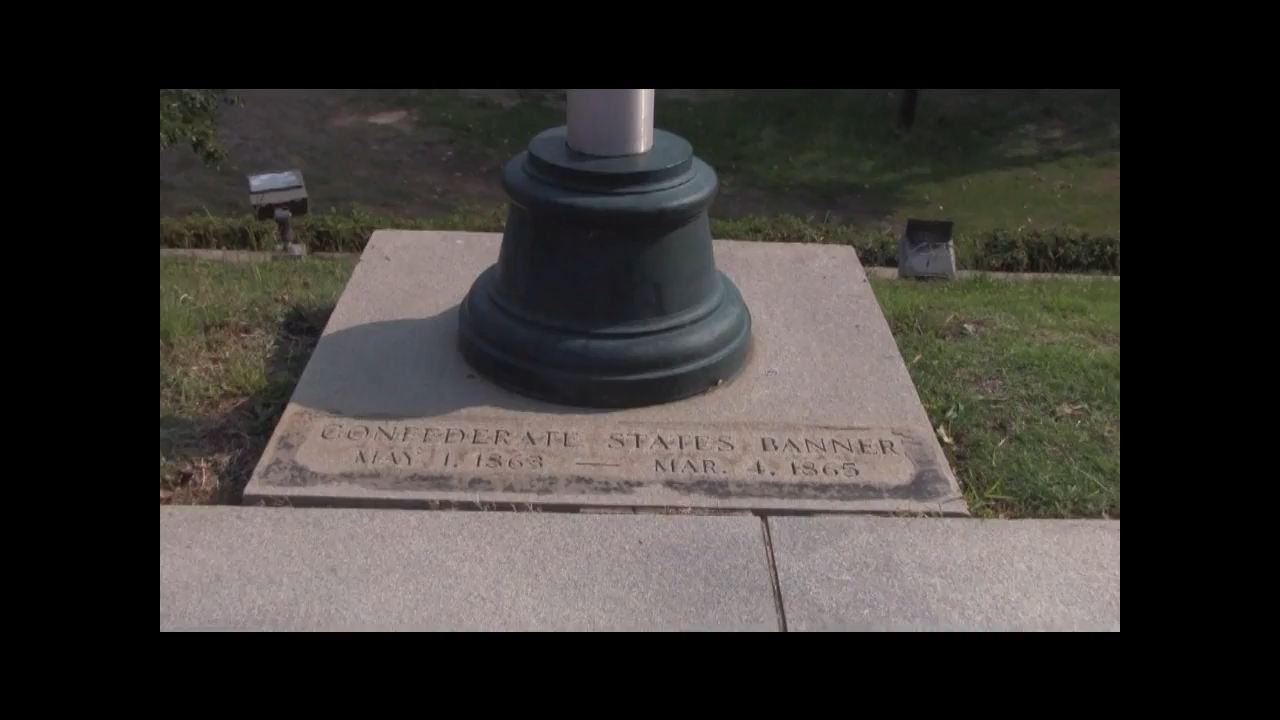 CONFEDERATE STATES BANNER
MAY 1, 1863 — MAR. 4, 1865